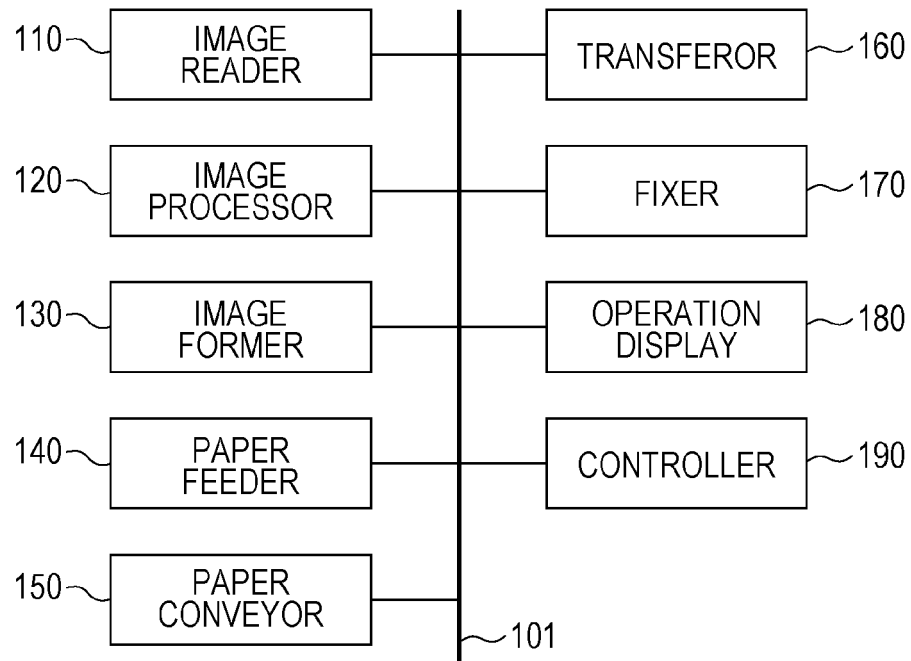 110
IMAGE
READER
120
IMAGE
PROCESSOR
130
IMAGE
FORMER
140
PAPER
FEEDER
150
PAPER
CONVEYOR
TRANSFEROR
160
FIXER
170
OPERATION
DISPLAY
180
CONTROLLER
190
101